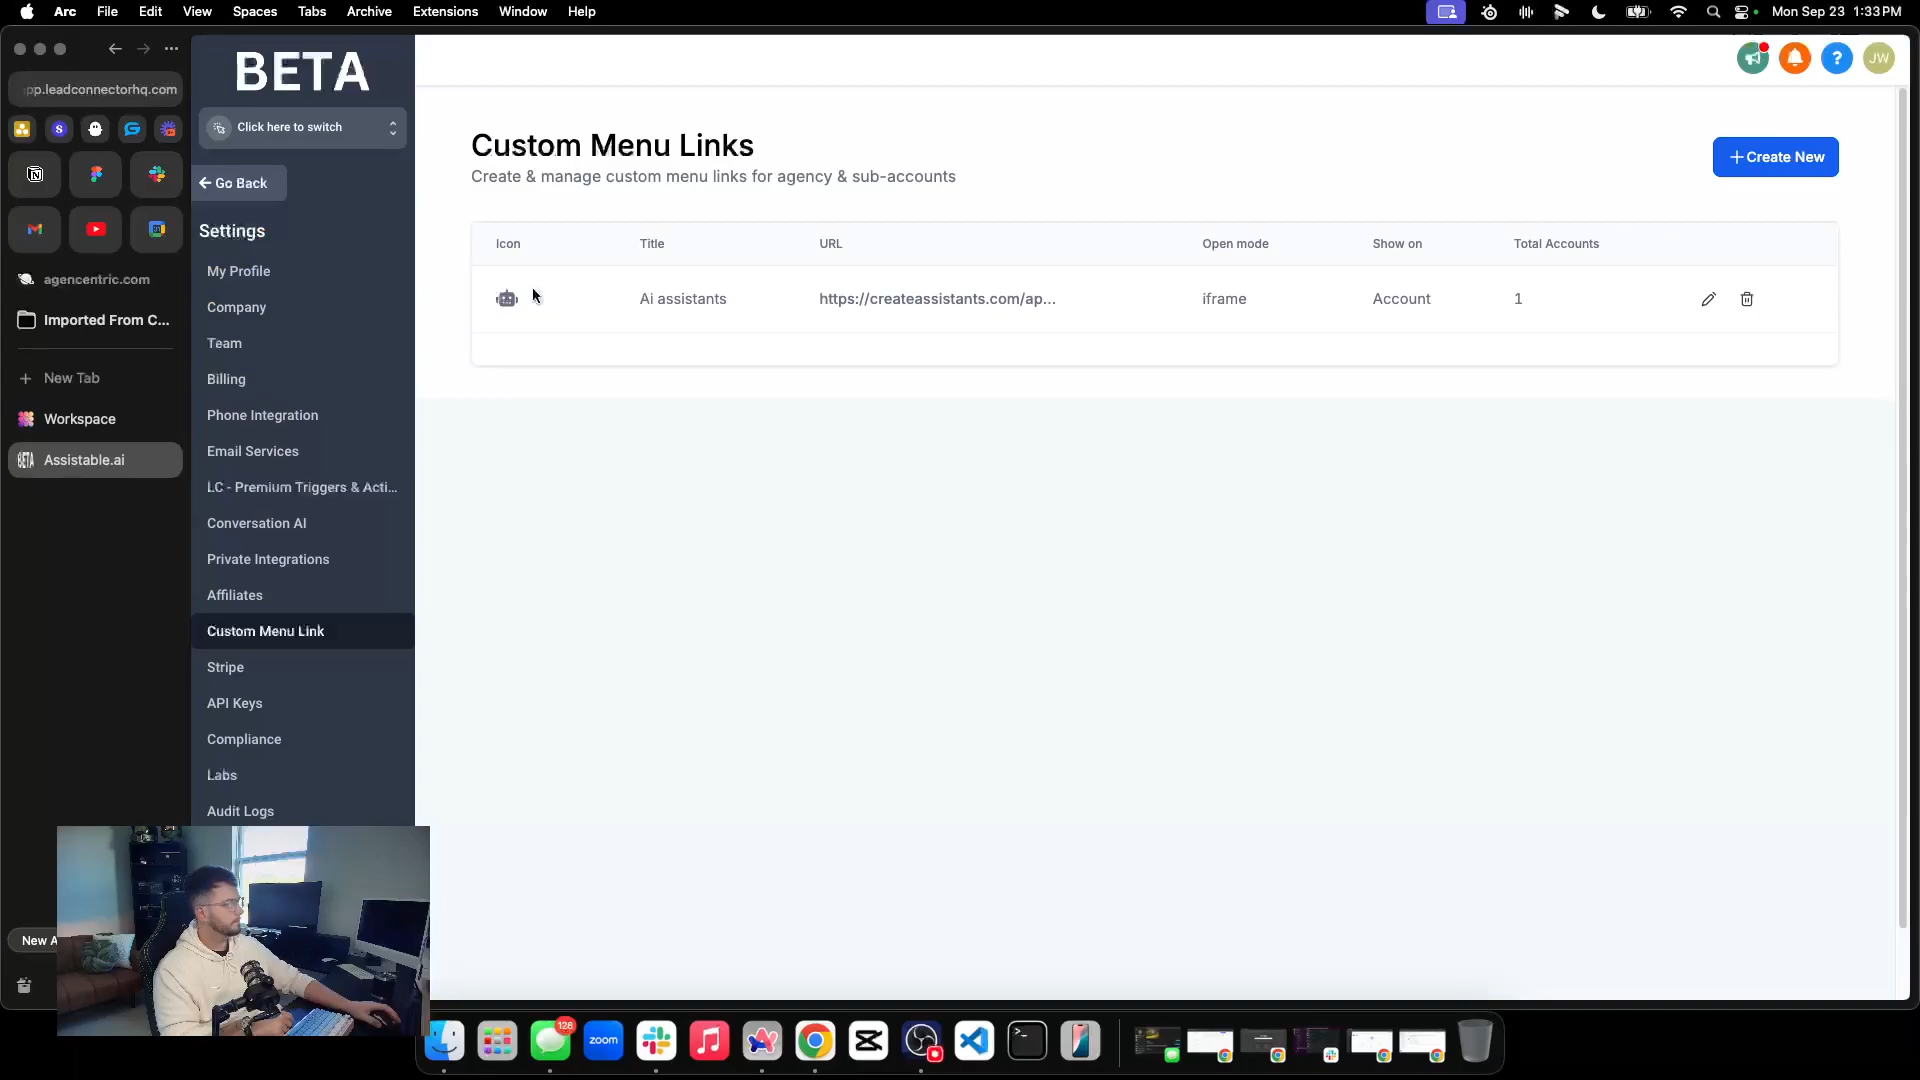 Arc File Edit View Spaces Tabs Archive Extensions Window Help
Mon Sep 23 1:33 PM
pp.leadconnectorhq.com
agencentric.com
Imported From C...
New Tab
Workspace
BETA Assistable.ai
New A
BETA
Click here to switch
Go Back
Settings
My Profile
Company
Team
Billing
Phone Integration
Email Services
LC - Premium Triggers & Acti...
Conversation AI
Private Integrations
Affiliates
Custom Menu Link
Stripe
API Keys
Compliance
Labs
Audit Logs
? JW
Custom Menu Links
Create & manage custom menu links for agency & sub-accounts
+ Create New
Icon Title URL Open mode Show on Total Accounts
Ai assistants https://createassistants.com/ap... iframe Account 1
126
zoom